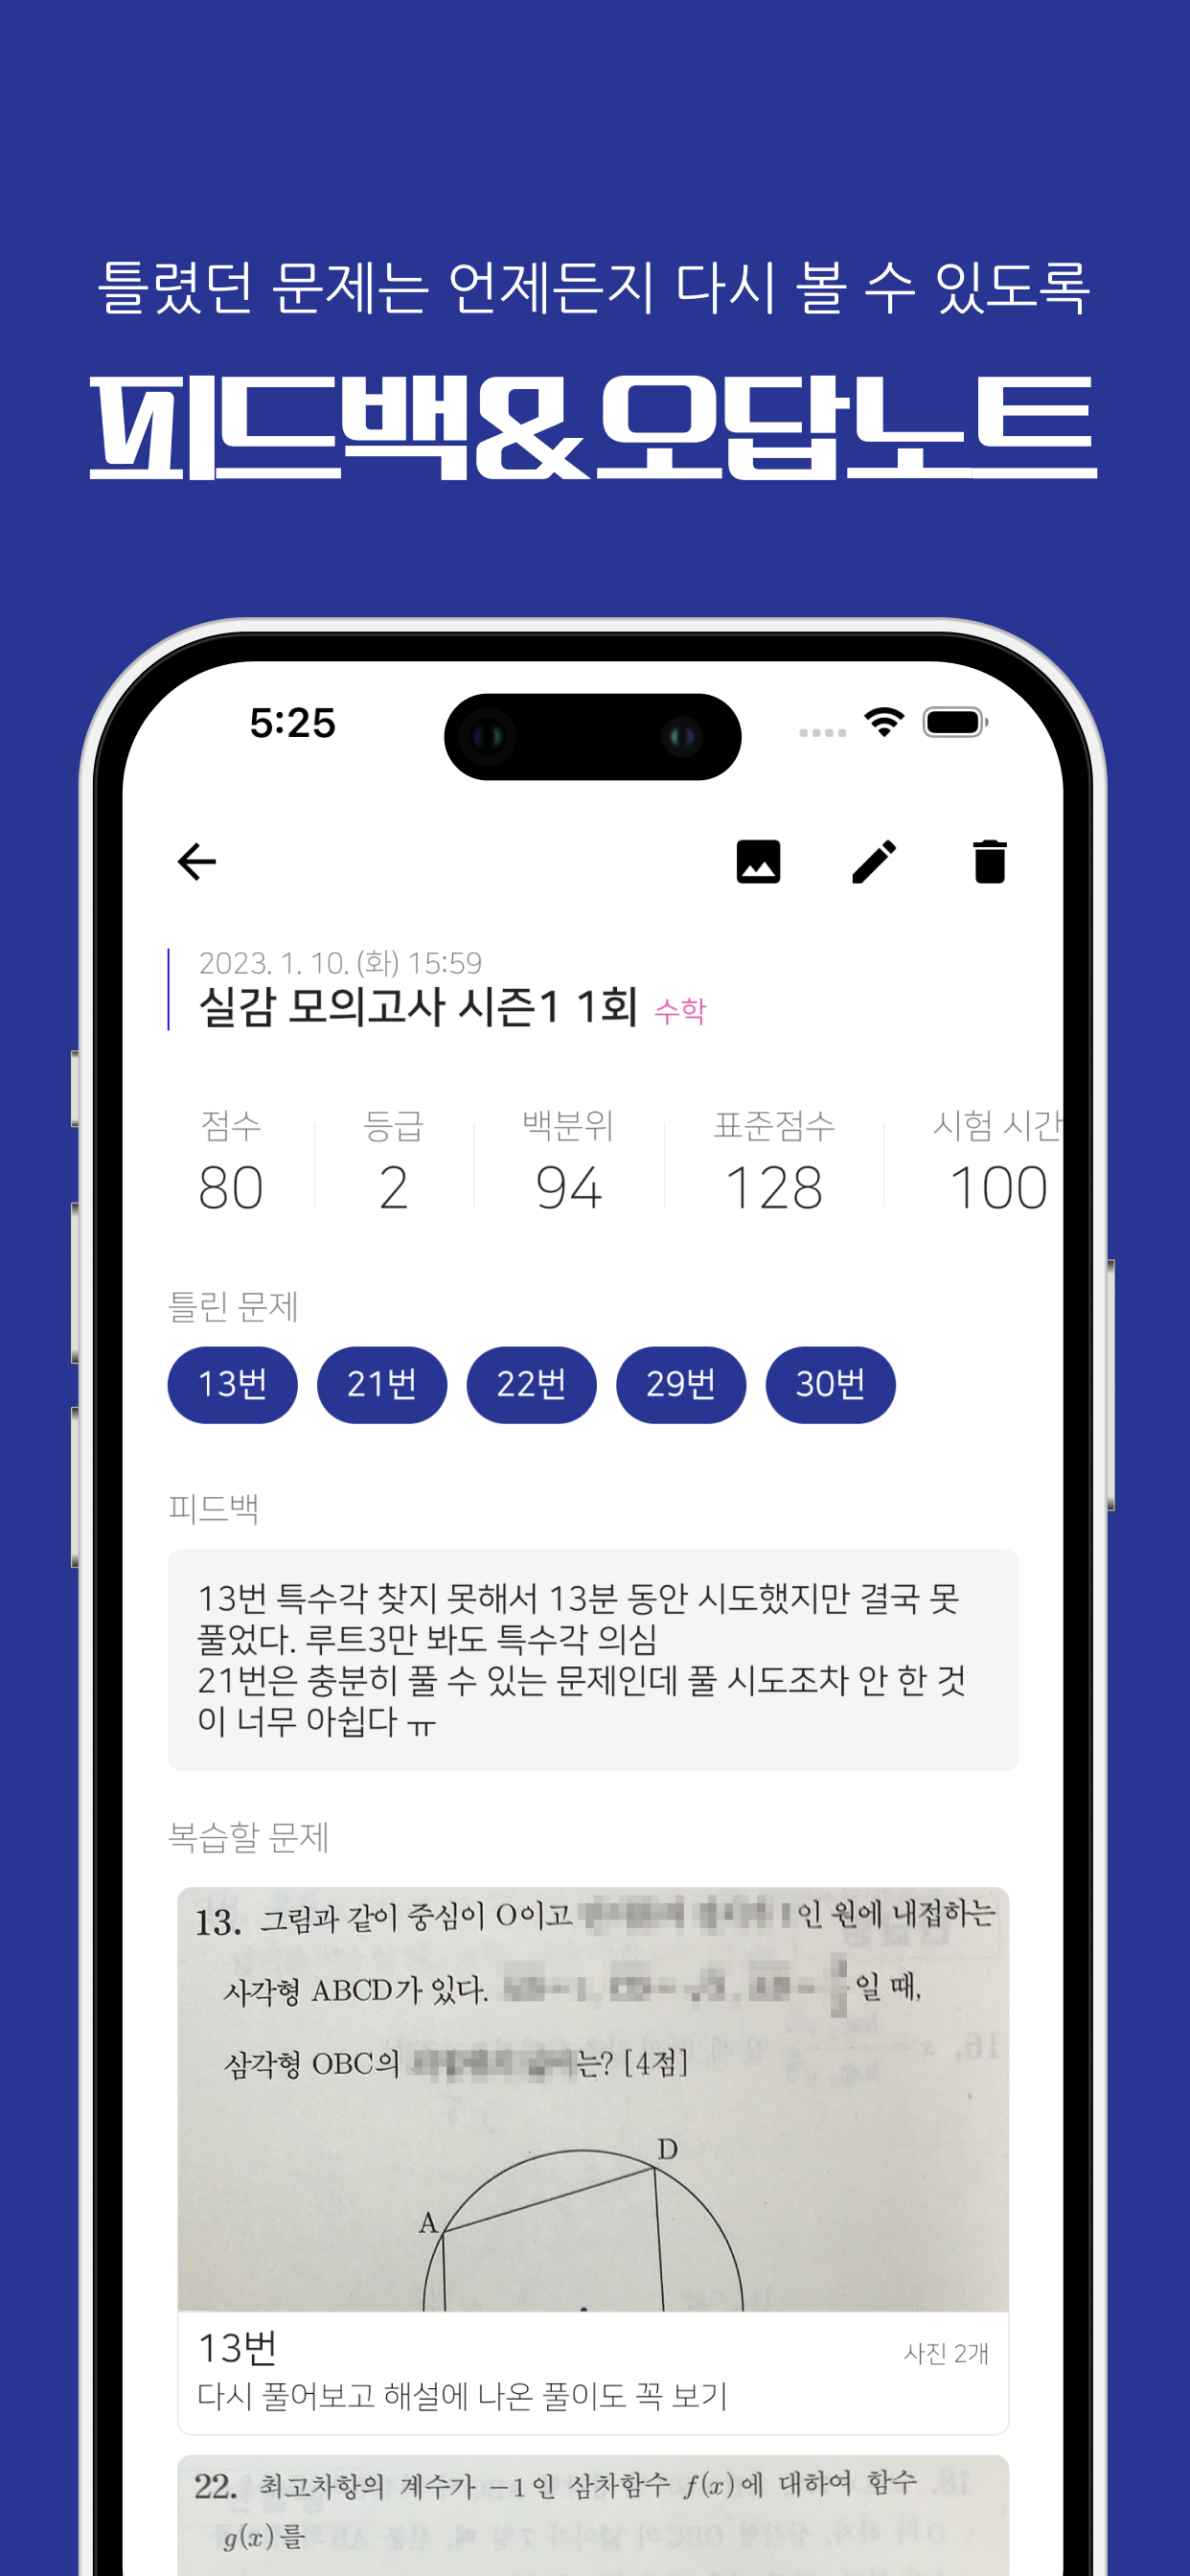 틀렸던 문제는 언제든지 다시 볼 수 있도록
피드백&오답노트
5:25
2023. 1. 10. (화) 15:59
실감 모의고사 시즌1 1회 수학
점수 등급 백분위 표준점수 시험 시간
80 2 94 128 100
틀린 문제
13번 21번 22번 29번 30번
피드백
13번 특수각 찾지 못해서 13분 동안 시도했지만 결국 못
풀었다. 루트3만 봐도 특수각 의심
21번은 충분히 풀 수 있는 문제인데 풀 시도조차 안 한 것
이 너무 아쉽다 ㅠ
복습할 문제
13. 그림과 같이 중심이 O이고 인 원에 내접하는
사각형 ABCD가 있다. 일 때,
삼각형 OBC의 는? [4점]
D
A
13번
사진 2개
다시 풀어보고 해설에 나온 풀이도 꼭 보기
22. 최고차항의 계수가 -1인 삼차함수 f(x)에 대하여 함수
g(x)를